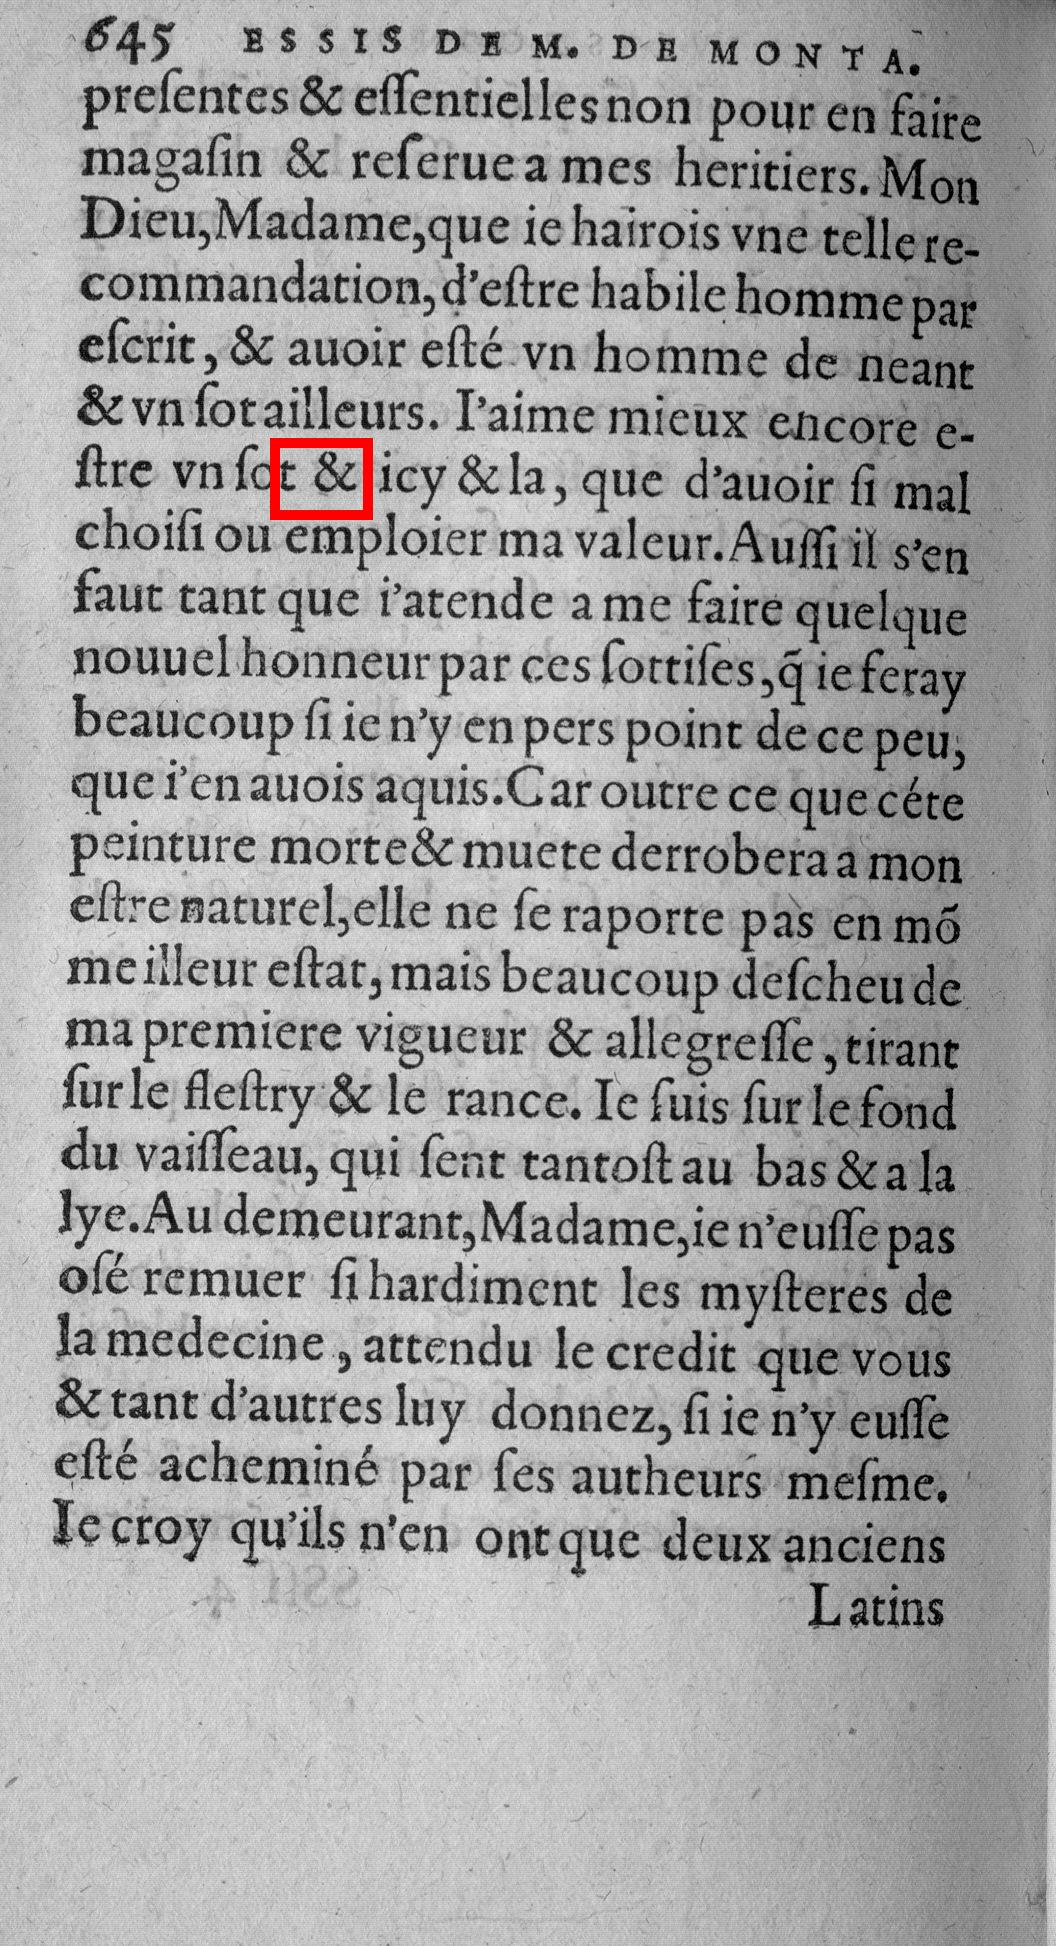 645 ESSIS DE M. DE MONTA.
preſentes & eſſentielles non pour en faire
magaſin & reſerue a mes heritiers. Mon
Dieu, Madame, que ie hairois vne telle re-
commandation, d'eſtre habile homme par
eſcrit, & auoir eſté vn homme de neant
& vn ſot ailleurs. I'aime mieux encore e-
ſtre vn ſot & icy & la, que d'auoir ſi mal
choiſi ou emploier ma valeur. Auſſi il s'en
faut tant que i'atende a me faire quelque
nouuel honneur par ces ſottiſes, q̃ ie feray
beaucoup ſi ie n'y en pers point de ce peu,
que i'en auois aquis. Car outre ce que céte
peinture morte & muete derrobera a mon
eſtre naturel, elle ne ſe raporte pas en mõ
meilleur eſtat, mais beaucoup deſcheu de
ma premiere vigueur & allegreſſe, tirant
ſur le fleſtry & le rance. Ie ſuis ſur le fond
du vaiſſeau, qui ſent tantoſt au bas & a la
lye. Au demeurant, Madame, ie n'euſſe pas
oſé remuer ſi hardiment les myſteres de
la medecine, attendu le credit que vous
& tant d'autres luy donnez, ſi ie n'y euſſe
eſté acheminé par ſes autheurs meſme.
Ie croy qu'ils n'en ont que deux anciens
Latins